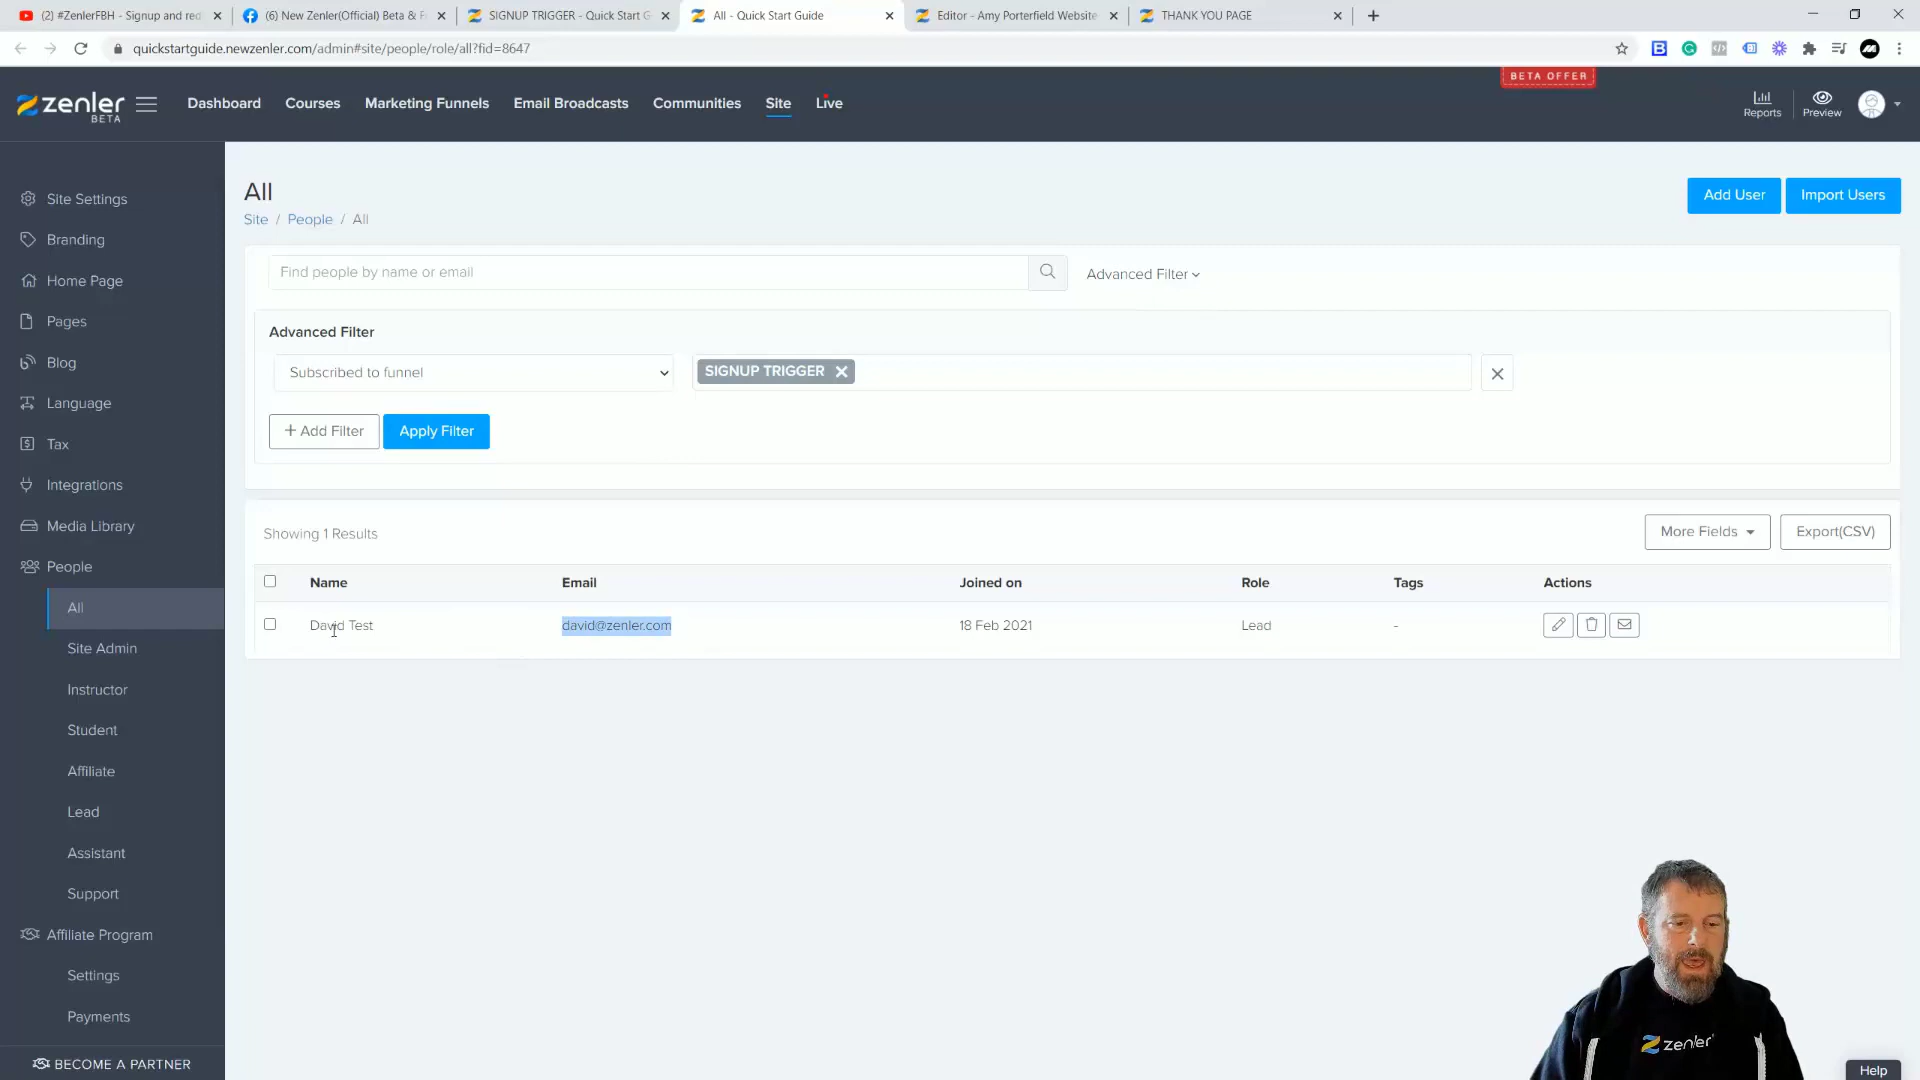 (2) #ZenlerFBH - Signup and red
(6) New Zenler(Official) Beta & F
SIGNUP TRIGGER - Quick Start G
All - Quick Start Guide
Editor - Amy Porterfield Website
THANK YOU PAGE
quickstartguide.newzenler.com/admin#site/people/role/all?fid=8647
BETA OFFER
zenler
BETA
Dashboard
Courses
Marketing Funnels
Email Broadcasts
Communities
Site
Live
Reports
Preview
Site Settings
Branding
Home Page
Pages
Blog
Language
Tax
Integrations
Media Library
People
All
Site Admin
Instructor
Student
Affiliate
Lead
Assistant
Support
Affiliate Program
Settings
Payments
BECOME A PARTNER
All
Site / People / All
Add User
Import Users
Find people by name or email
Advanced Filter
Advanced Filter
Subscribed to funnel
SIGNUP TRIGGER
+ Add Filter
Apply Filter
Showing 1 Results
More Fields
Export(CSV)
Name Email Joined on Role Tags Actions
David Test david@zenler.com 18 Feb 2021 Lead -
zenler
Help